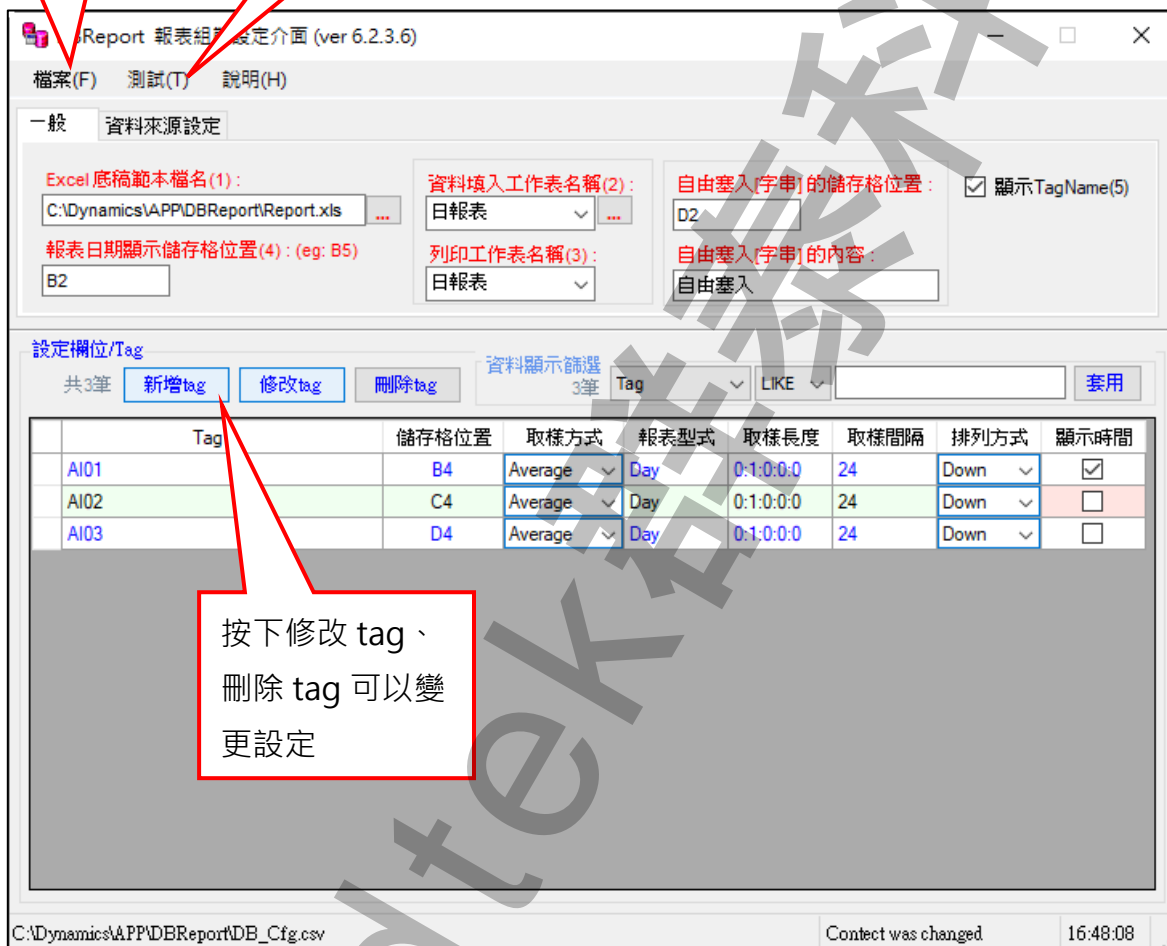 BReport 報表組態設定介面 (ver 6.2.3.6)
檔案(F) 測試(T) 說明(H)
一般 資料來源設定
Excel 底稿範本檔名(1) : 資料填入工作表名稱(2) : 自由塞入[字串] 的儲存格位置 : 顯示TagName(5)
C:\Dynamics\APP\DBReport\Report.xls ... 日報表 ... D2
報表日期顯示儲存格位置(4) : (eg: B5) 列印工作表名稱(3) : 自由塞入[字串] 的內容 :
B2 日報表 自由塞入
設定欄位/Tag 資料顯示篩選
共3筆 新增tag 修改tag 刪除tag 3筆 Tag LIKE 套用
Tag 儲存格位置 取樣方式 報表型式 取樣長度 取樣間隔 排列方式 顯示時間
AI01 B4 Average Day 0:1:0:0:0 24 Down
AI02 C4 Average Day 0:1:0:0:0 24 Down
AI03 D4 Average Day 0:1:0:0:0 24 Down
按下修改 tag、
刪除 tag 可以變
更設定
C:\Dynamics\APP\DBReport\DB_Cfg.csv Contect was changed 16:48:08
dtek群泰科